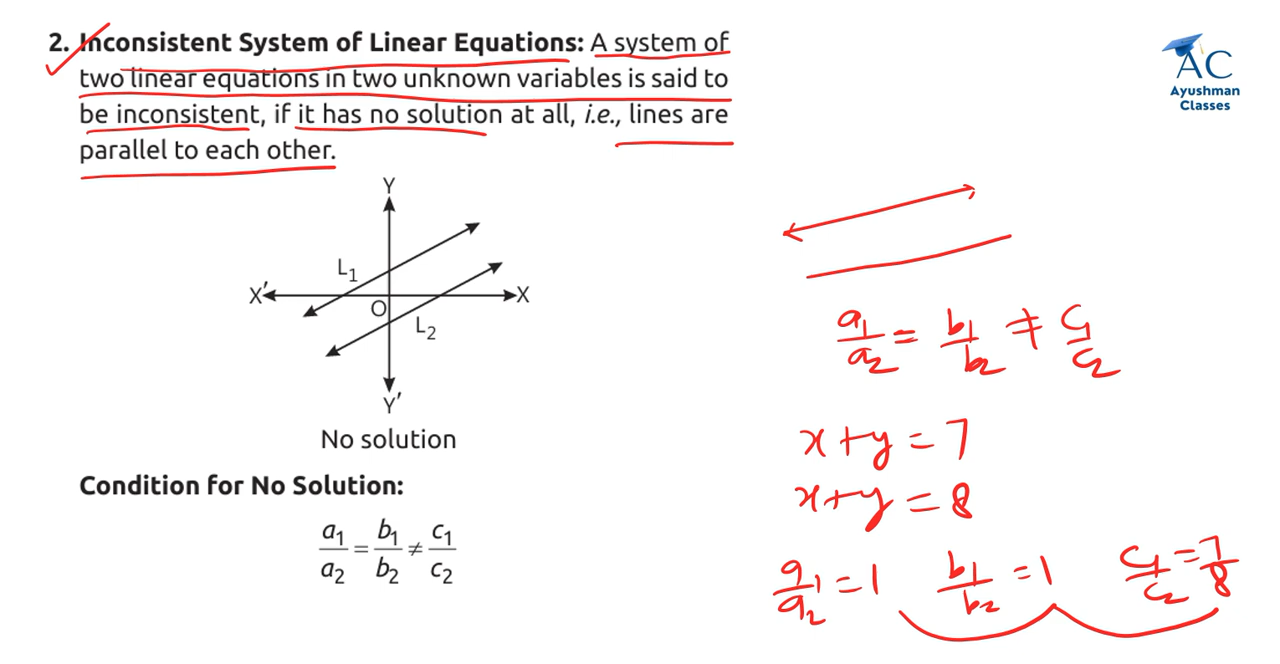 2. Inconsistent System of Linear Equations: A system of
two linear equations in two unknown variables is said to
be inconsistent, if it has no solution at all, i.e., lines are
parallel to each other.
AC
Ayushman
Classes
Y
L₁
X′
X
O
L₂
Y′
No solution
Condition for No Solution:
a₁/a₂ = b₁/b₂ ≠ c₁/c₂
a₁/a₂ = b₁/b₂ ≠ c₁/c₂
x+y=7
x+y=8
a₁/a₂=1 b₁/b₂=1 c₁/c₂=7/8